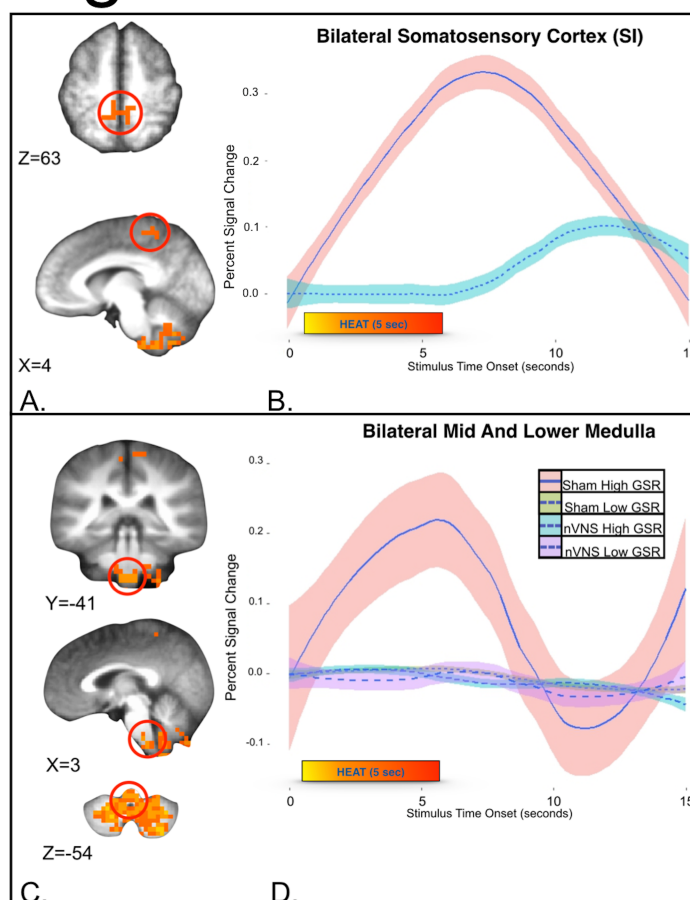 Bilateral Somatosensory Cortex (SI)
Z=63
X=4
A.
Percent Signal Change
0.3
0.2
0.1
0.0
HEAT (5 sec)
0
5
10
Stimulus Time Onset (seconds)
B.
Bilateral Mid And Lower Medulla
Y=-41
X=3
Z=-54
C.
Percent Signal Change
0.3
0.2
0.1
0.0
-0.1
Sham High GSR
Sham Low GSR
nVNS High GSR
nVNS Low GSR
HEAT (5 sec)
0
5
10
15
Stimulus Time Onset (seconds)
D.